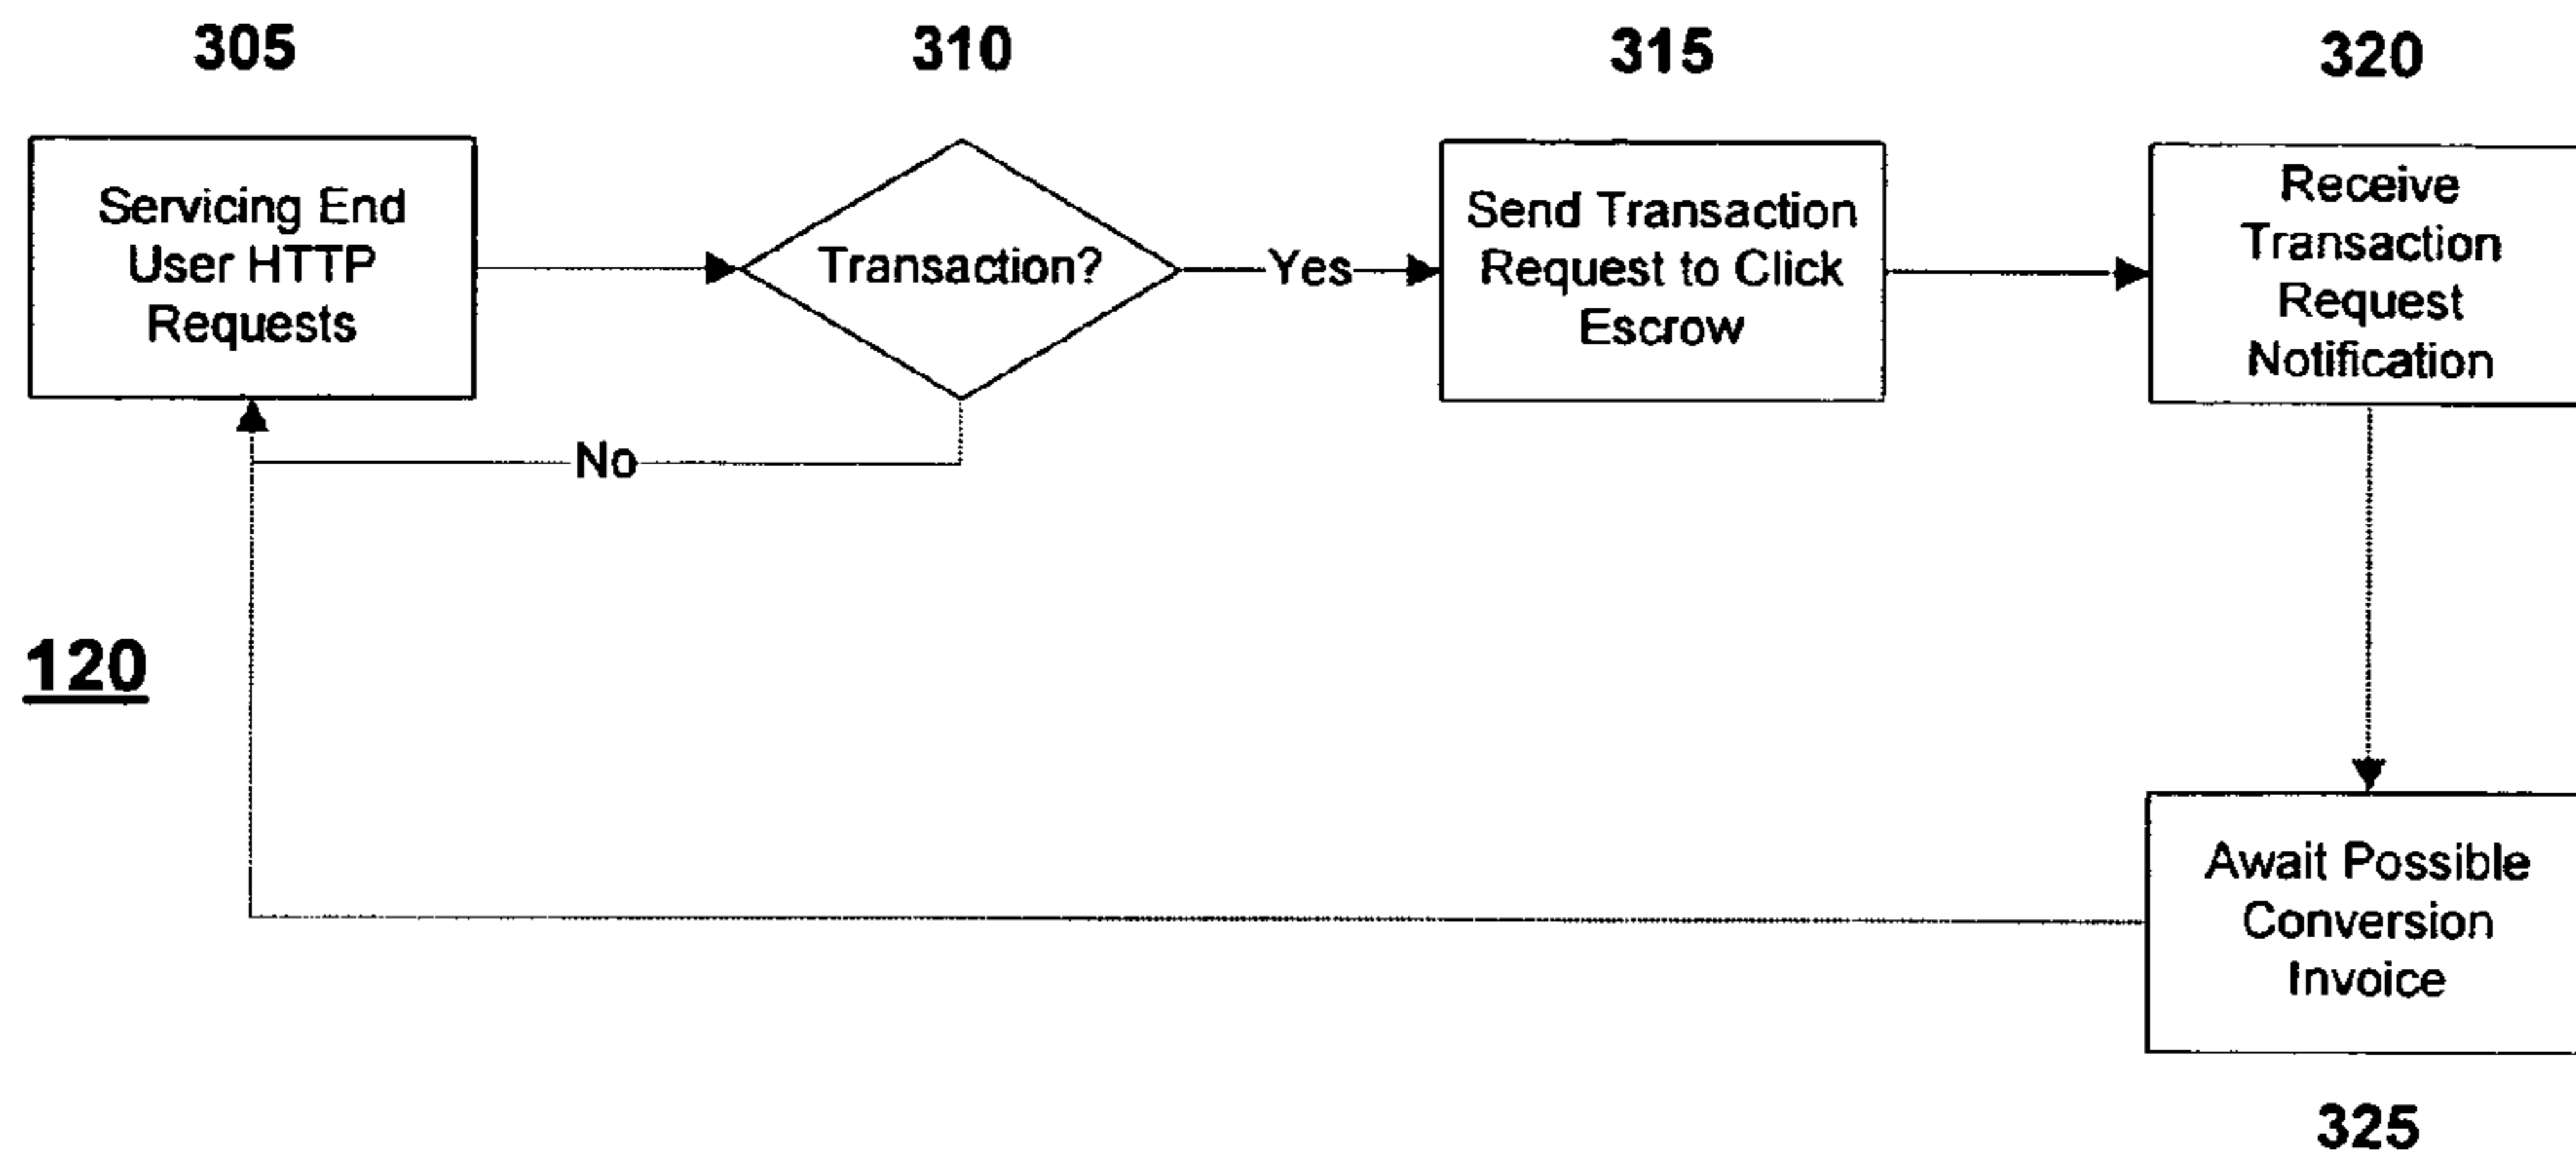 305
310
315
320
Servicing End
User HTTP
Requests
Transaction?
Yes
Send Transaction
Request to Click
Escrow
Receive
Transaction
Request
Notification
No
120
Await Possible
Conversion
Invoice
325